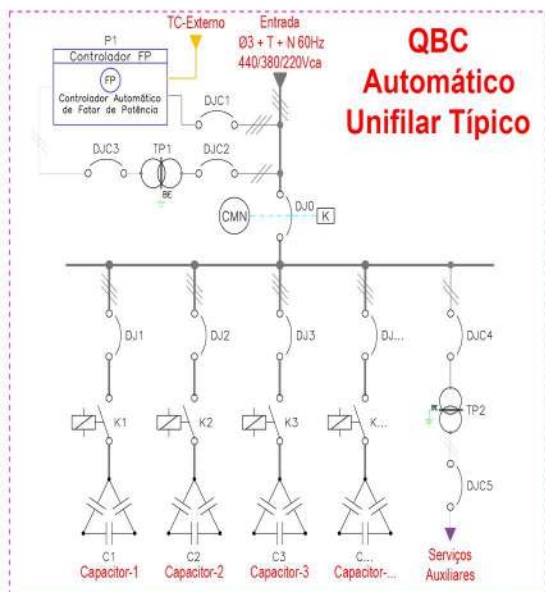 TC-Externo
Entrada
Ø3 + T + N 60Hz
440/380/220Vca
QBC
Automático
Unifilar Típico
P1
Controlador FP
FP
Controlador Automático
de Fator de Potência
DJC1
DJC3
TP1
DJC2
CMN
DJ0
K
DJ1
DJ2
DJ3
DJ...
DJC4
K1
K2
K3
K...
TP2
DJC5
C1
C2
C3
C...
Capacitor-1
Capacitor-2
Capacitor-3
Capacitor-...
Serviços
Auxiliares